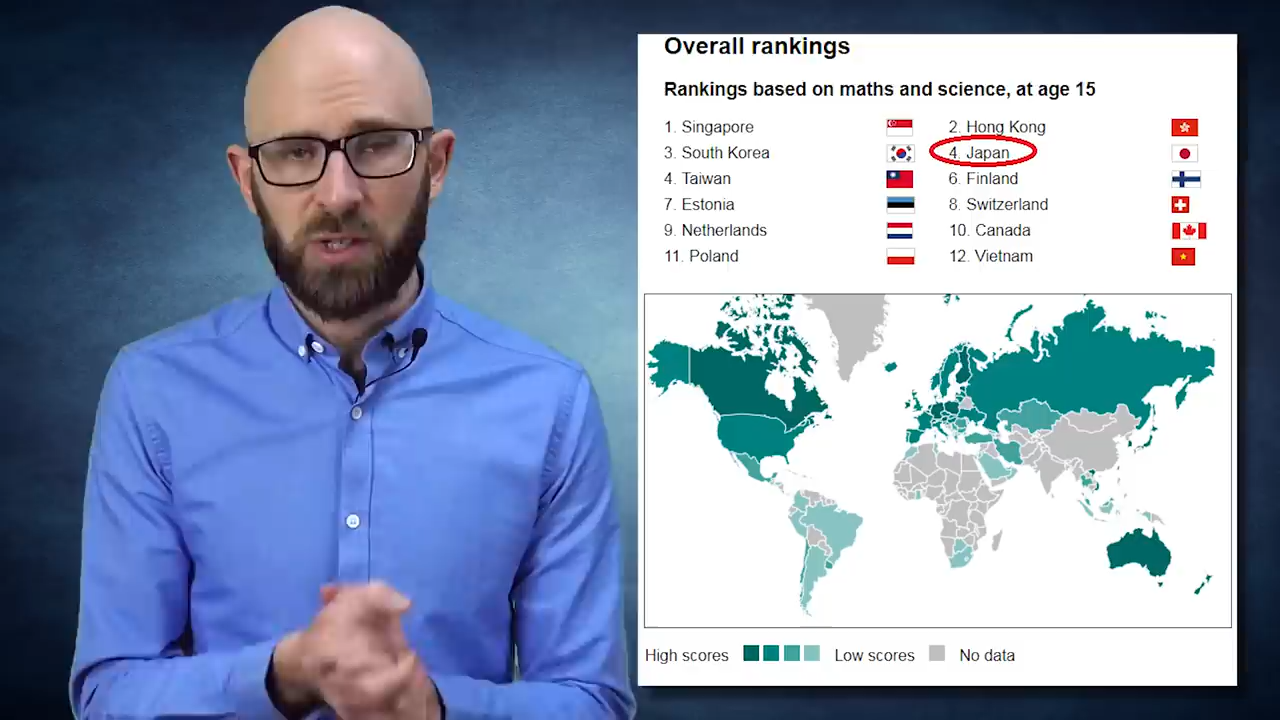 Overall rankings
Rankings based on maths and science, at age 15
1. Singapore
2. Hong Kong
3. South Korea
4. Japan
4. Taiwan
6. Finland
7. Estonia
8. Switzerland
9. Netherlands
10. Canada
11. Poland
12. Vietnam
High scores
Low scores
No data